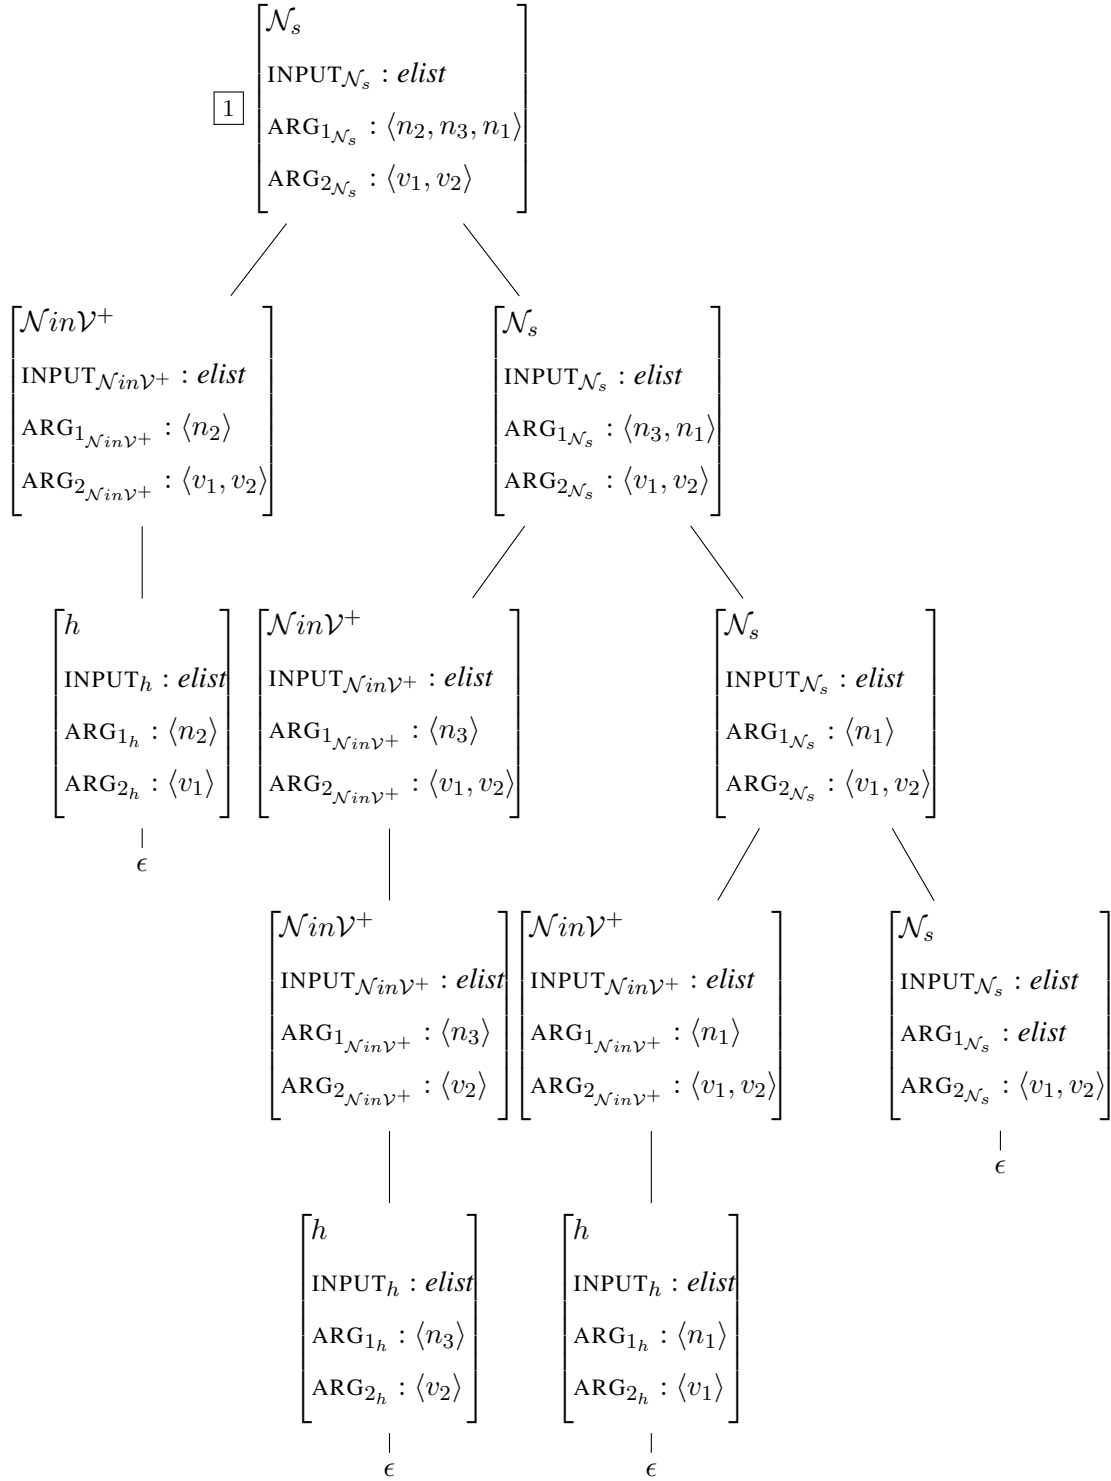 𝒩ₛ
INPUT_𝒩ₛ : elist
1
ARG1_𝒩ₛ : ⟨n₂, n₃, n₁⟩
ARG2_𝒩ₛ : ⟨v₁, v₂⟩
𝒩in𝒱⁺
INPUT_𝒩in𝒱⁺ : elist
ARG1_𝒩in𝒱⁺ : ⟨n₂⟩
ARG2_𝒩in𝒱⁺ : ⟨v₁, v₂⟩
𝒩ₛ
INPUT_𝒩ₛ : elist
ARG1_𝒩ₛ : ⟨n₃, n₁⟩
ARG2_𝒩ₛ : ⟨v₁, v₂⟩
h
INPUT_h : elist
ARG1_h : ⟨n₂⟩
ARG2_h : ⟨v₁⟩
ϵ
𝒩in𝒱⁺
INPUT_𝒩in𝒱⁺ : elist
ARG1_𝒩in𝒱⁺ : ⟨n₃⟩
ARG2_𝒩in𝒱⁺ : ⟨v₁, v₂⟩
𝒩ₛ
INPUT_𝒩ₛ : elist
ARG1_𝒩ₛ : ⟨n₁⟩
ARG2_𝒩ₛ : ⟨v₁, v₂⟩
𝒩in𝒱⁺
INPUT_𝒩in𝒱⁺ : elist
ARG1_𝒩in𝒱⁺ : ⟨n₃⟩
ARG2_𝒩in𝒱⁺ : ⟨v₂⟩
𝒩in𝒱⁺
INPUT_𝒩in𝒱⁺ : elist
ARG1_𝒩in𝒱⁺ : ⟨n₁⟩
ARG2_𝒩in𝒱⁺ : ⟨v₁, v₂⟩
𝒩ₛ
INPUT_𝒩ₛ : elist
ARG1_𝒩ₛ : elist
ARG2_𝒩ₛ : ⟨v₁, v₂⟩
ϵ
h
INPUT_h : elist
ARG1_h : ⟨n₃⟩
ARG2_h : ⟨v₂⟩
ϵ
h
INPUT_h : elist
ARG1_h : ⟨n₁⟩
ARG2_h : ⟨v₁⟩
ϵ